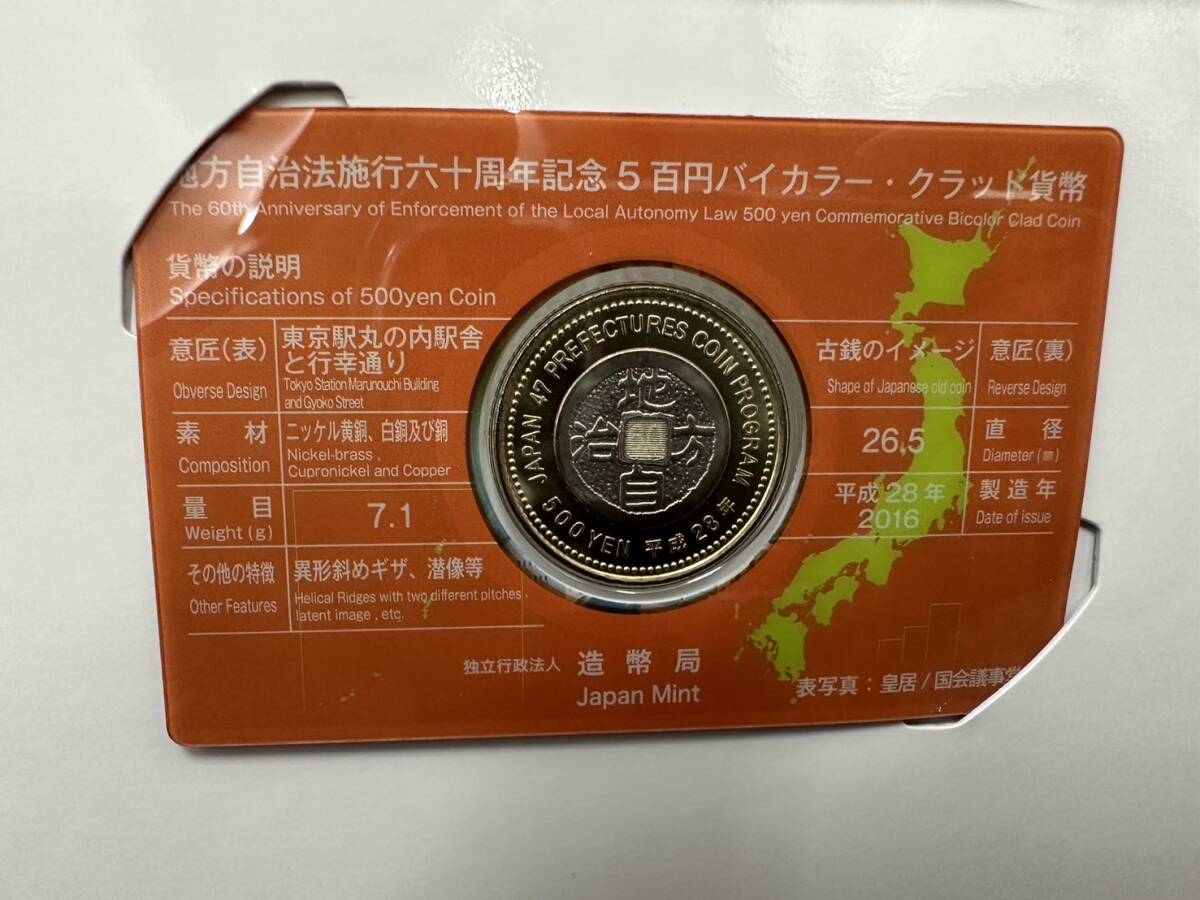 地方自治法施行六十周年記念5百円バイカラー・クラッド貨幣
The 60th Anniversary of Enforcement of the Local Autonomy Law 500 yen Commemorative Bicolor Clad Coin
貨幣の説明
Specifications of 500yen Coin
意匠(表)
Obverse Design
東京駅丸の内駅舎
と行幸通り
Tokyo Station Marunouchi Building
and Gyoko Street
素 材
Composition
ニッケル黄銅、白銅及び銅
Nickel-brass,
Cupronickel and Copper
量 目
Weight (g)
7.1
その他の特徴
Other Features
異形斜めギザ、潜像等
Helical Ridges with two different pitches,
latent image, etc.
JAPAN 47 PREFECTURES COIN PROGRAM
地方自治
500YEN 平成28年
古銭のイメージ
Shape of Japanese old coin
意匠(裏)
Reverse Design
26.5
直 径
Diameter (㎜)
平成28年
2016
製造年
Date of issue
独立行政法人 造幣局
Japan Mint
表写真:皇居/国会議事堂